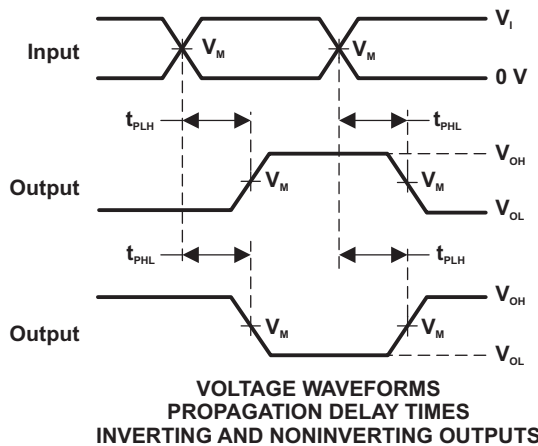 V_I
Input
V_M
V_M
0 V
t_PLH
t_PHL
V_OH
Output
V_M
V_M
V_OL
t_PHL
t_PLH
V_OH
Output
V_M
V_M
V_OL
VOLTAGE WAVEFORMS
PROPAGATION DELAY TIMES
INVERTING AND NONINVERTING OUTPUTS